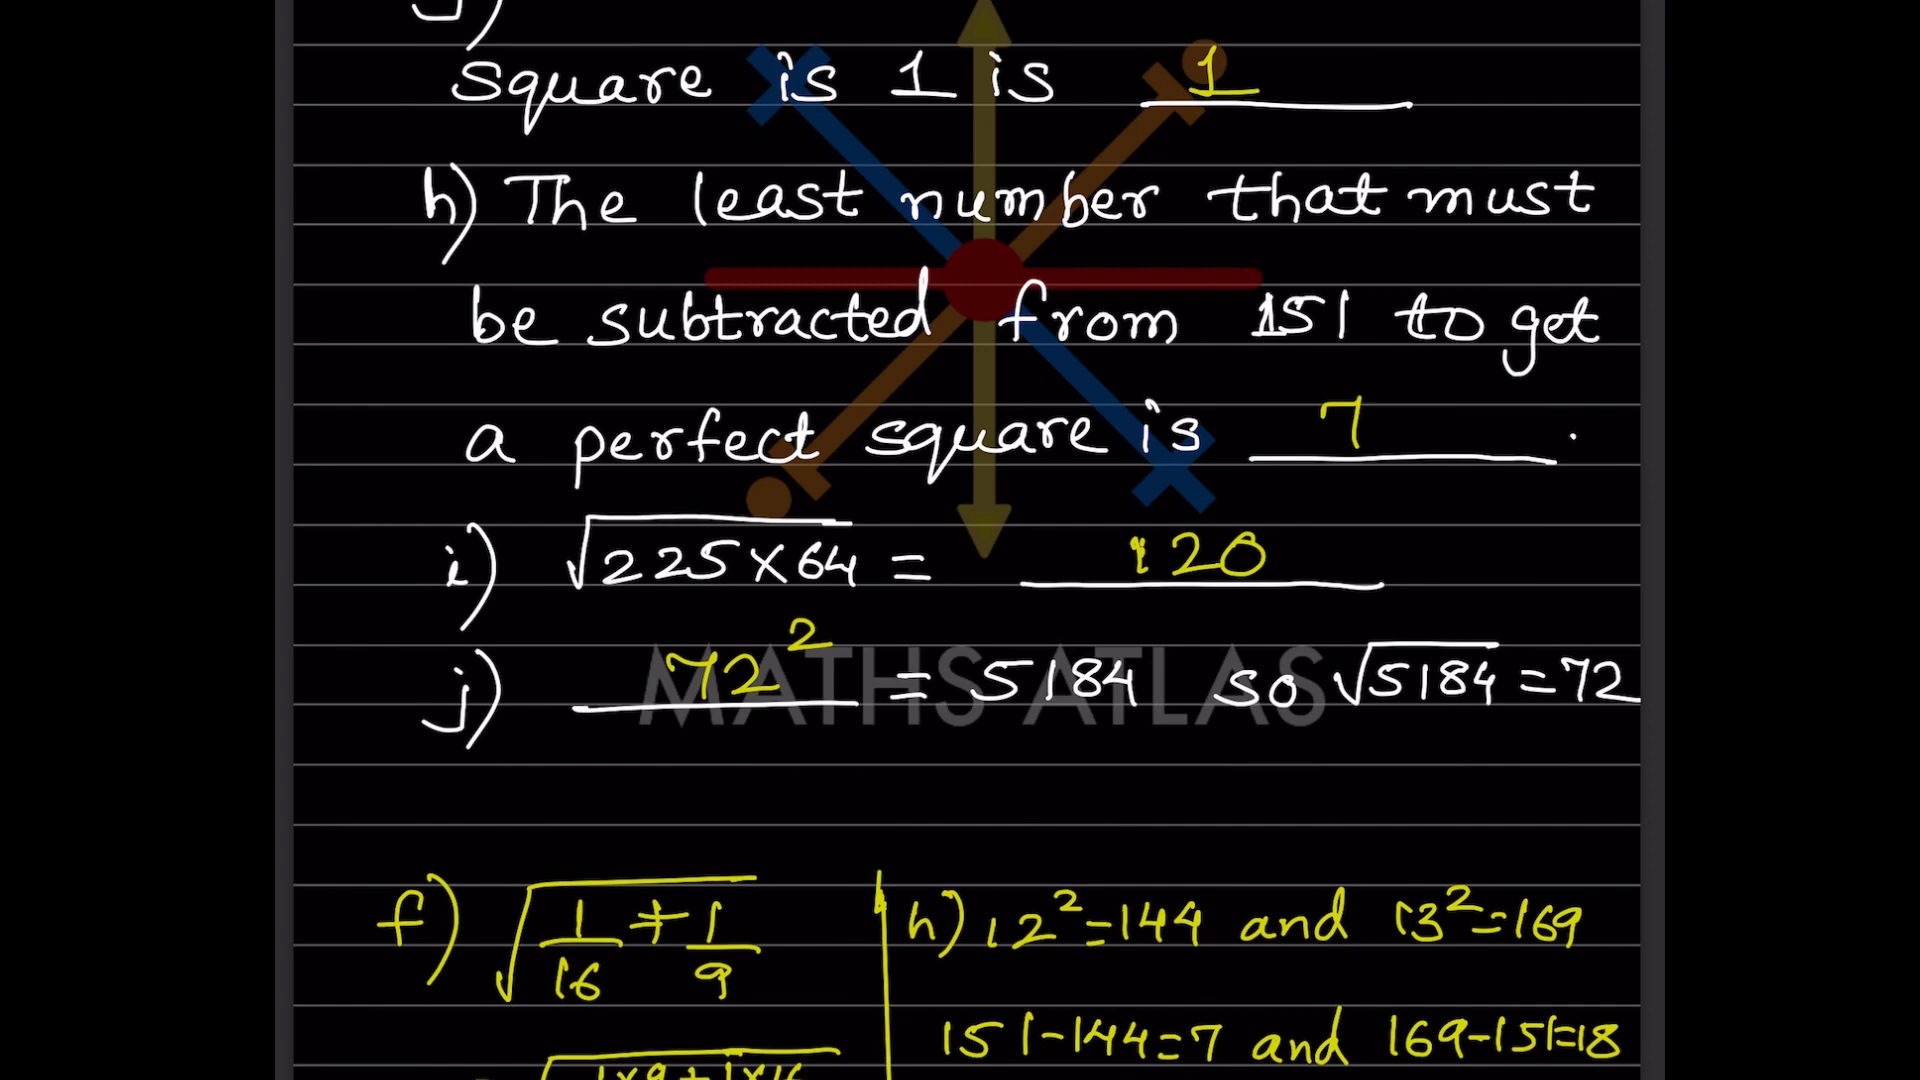 g)
square is 1 is 1
h) The least number that must
be subtracted from 151 to get
a perfect square is 7 .
i) √225×64 = 120
j) 72² = 5184 so √5184 = 72
MATHS ATLAS
f) √1/16 + 1/9
h) 12²=144 and 13²=169
151-144=7 and 169-151=18